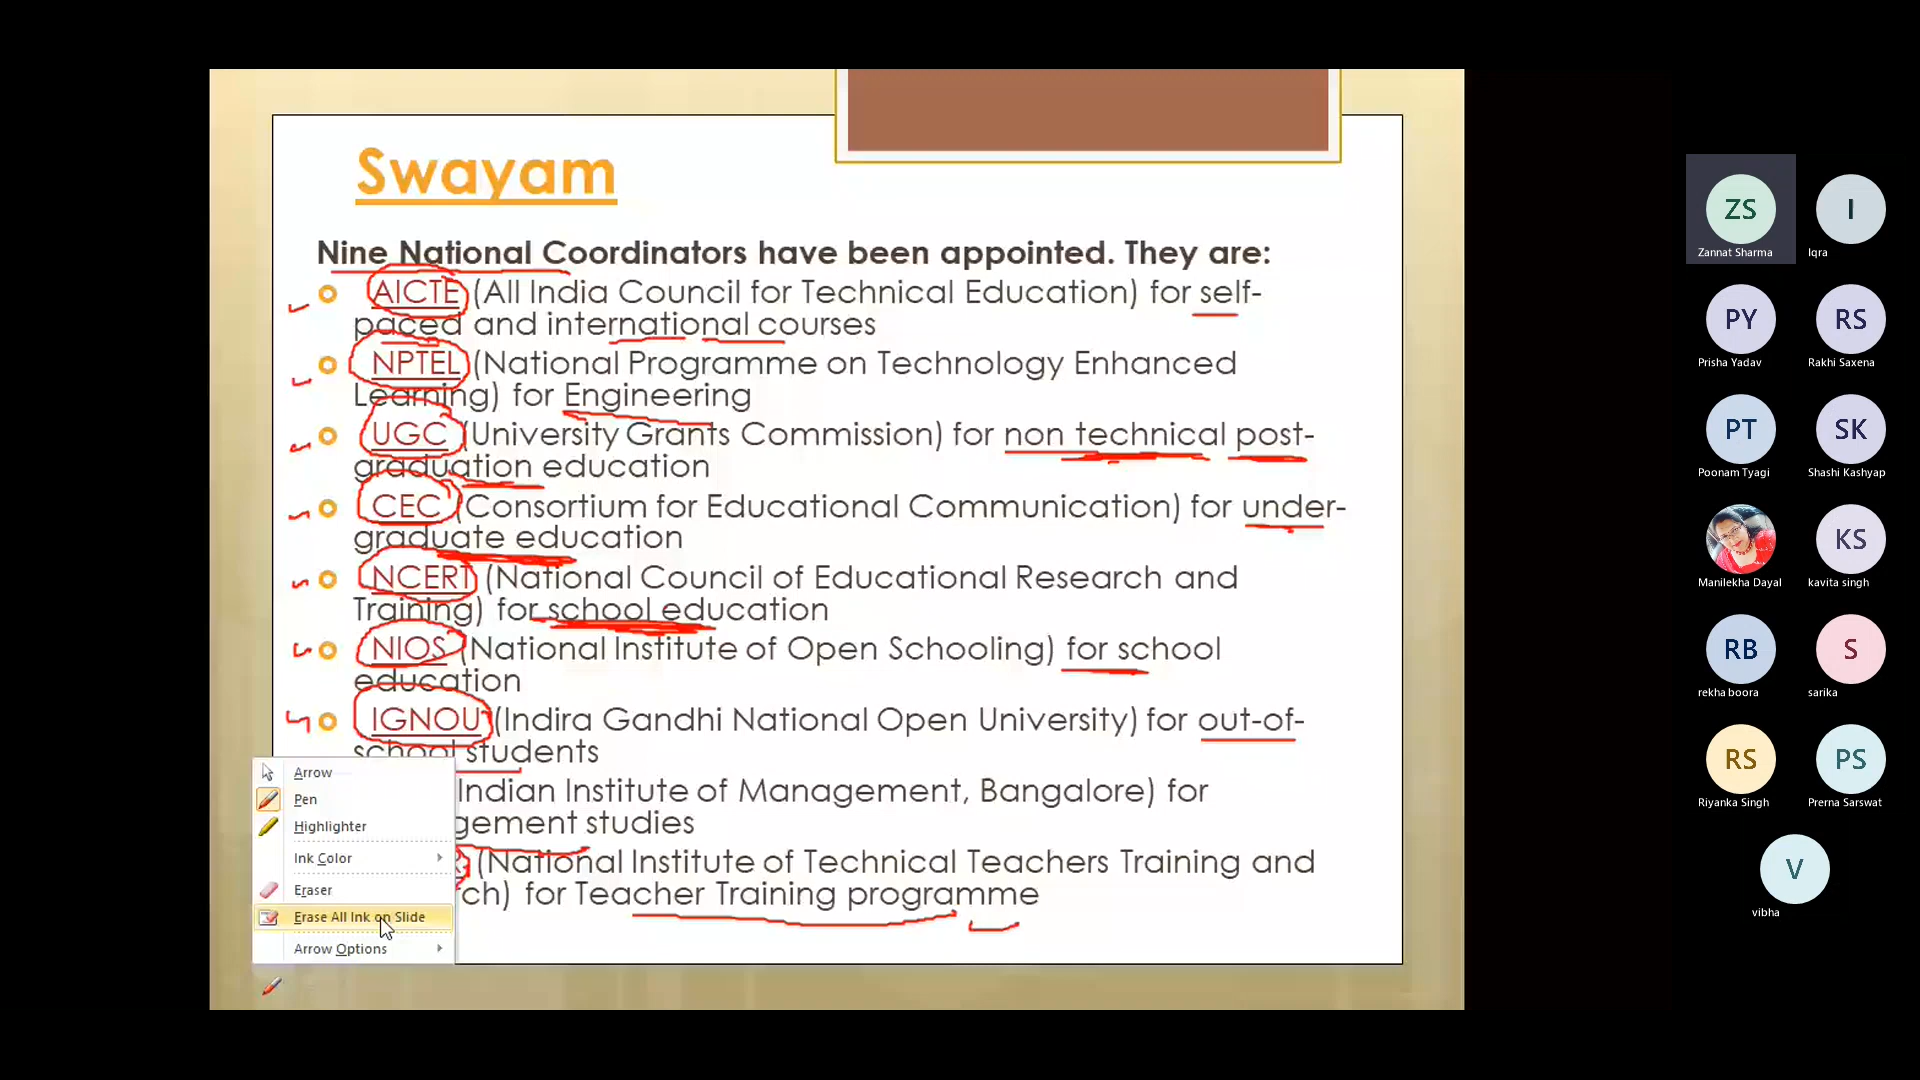 Swayam
Nine National Coordinators have been appointed. They are:
AICTE (All India Council for Technical Education) for self-
paced and international courses
NPTEL (National Programme on Technology Enhanced
Learning) for Engineering
UGC (University Grants Commission) for non technical post-
graduation education
CEC (Consortium for Educational Communication) for under-
graduate education
NCERT (National Council of Educational Research and
Training) for school education
NIOS (National Institute of Open Schooling) for school
education
IGNOU (Indira Gandhi National Open University) for out-of-
school students
Indian Institute of Management, Bangalore) for
gement studies
(National Institute of Technical Teachers Training and
ch) for Teacher Training programme
Arrow
Pen
Highlighter
Ink Color
Eraser
Erase All Ink on Slide
Arrow Options
ZS
Zannat Sharma
I
Iqra
PY
Prisha Yadav
RS
Rakhi Saxena
PT
Poonam Tyagi
SK
Shashi Kashyap
Manilekha Dayal
KS
kavita singh
RB
rekha boora
S
sarika
RS
Riyanka Singh
PS
Prerna Sarswat
V
vibha